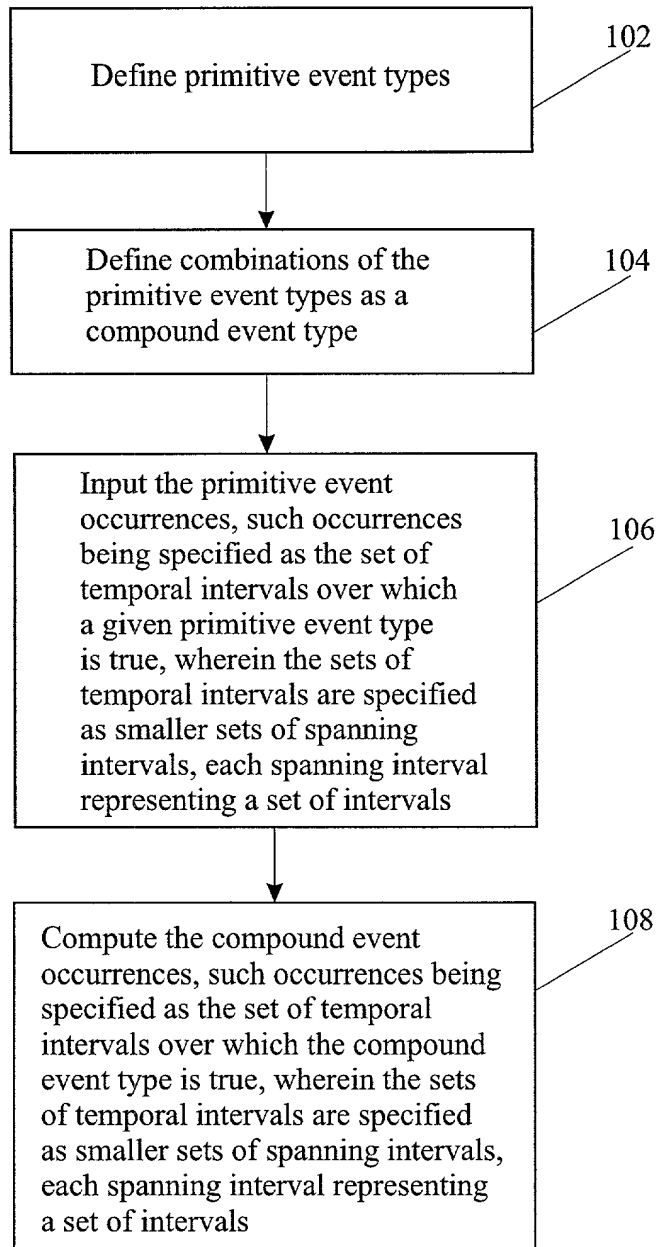 Define primitive event types
102
Define combinations of the
primitive event types as a
compound event type
104
Input the primitive event
occurrences, such occurrences
being specified as the set of
temporal intervals over which
a given primitive event type
is true, wherein the sets of
temporal intervals are specified
as smaller sets of spanning
intervals, each spanning interval
representing a set of intervals
106
Compute the compound event
occurrences, such occurrences being
specified as the set of temporal
intervals over which the compound
event type is true, wherein the sets
of temporal intervals are specified
as smaller sets of spanning intervals,
each spanning interval representing
a set of intervals
108